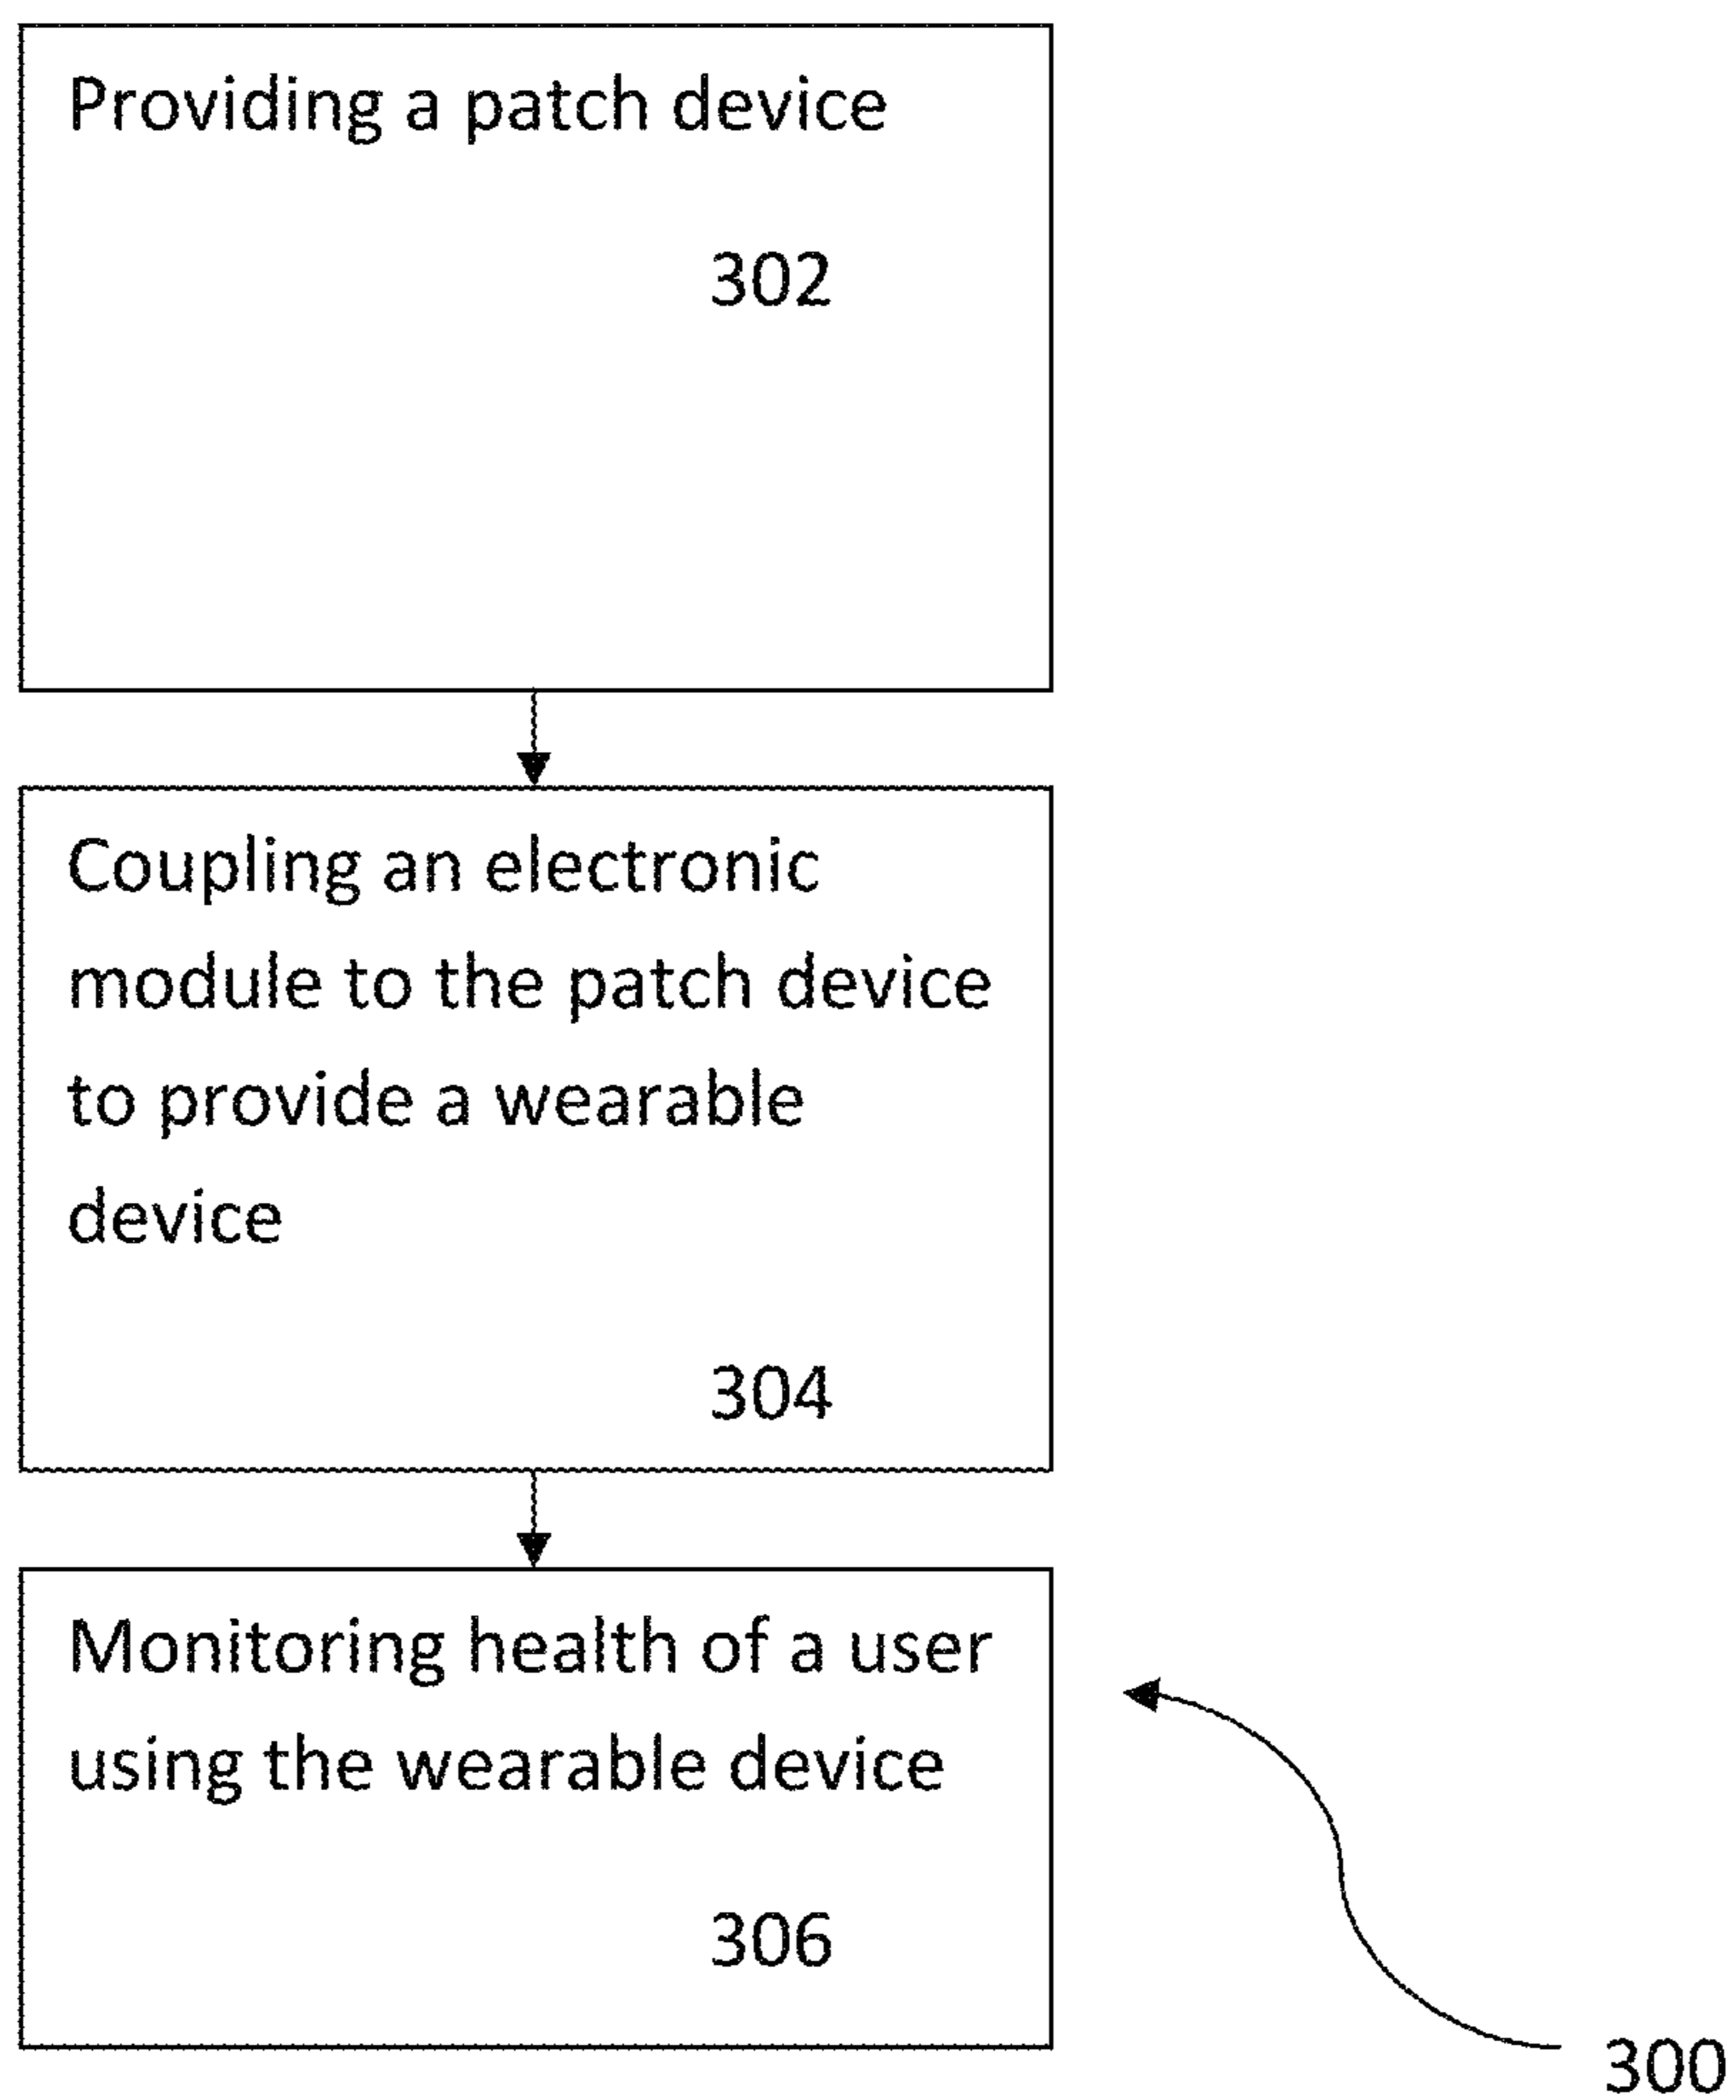 Providing a patch device
302
Coupling an electronic
module to the patch device
to provide a wearable
device
304
Monitoring health of a user
using the wearable device
306
300